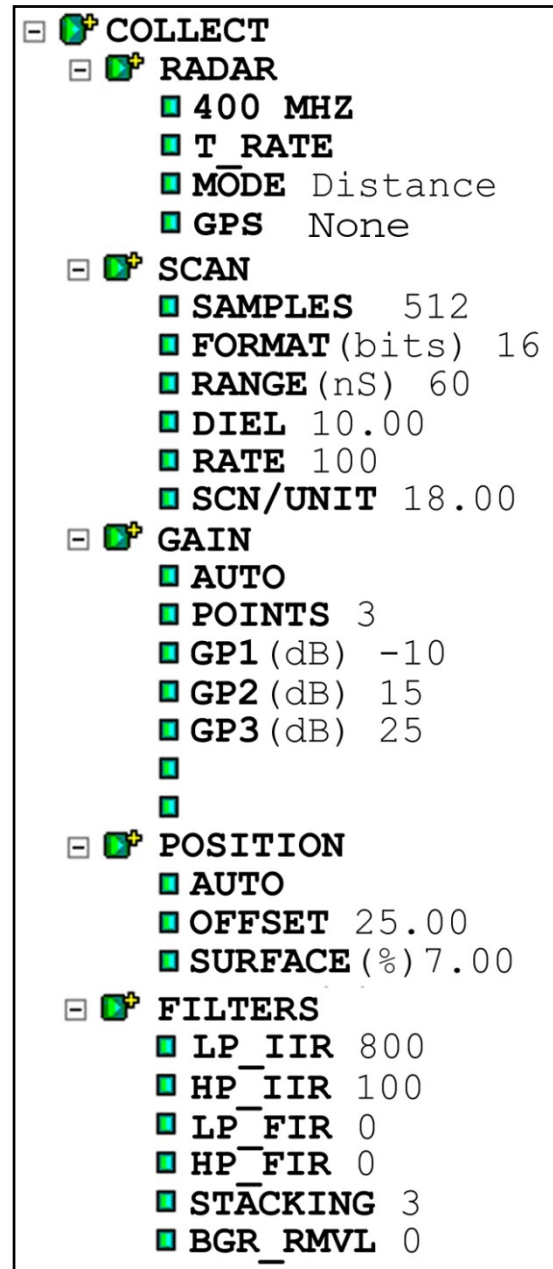 COLLECT
RADAR
400 MHZ
T_RATE
MODE Distance
GPS None
SCAN
SAMPLES 512
FORMAT(bits) 16
RANGE(nS) 60
DIEL 10.00
RATE 100
SCN/UNIT 18.00
GAIN
AUTO
POINTS 3
GP1(dB) -10
GP2(dB) 15
GP3(dB) 25
POSITION
AUTO
OFFSET 25.00
SURFACE(%)7.00
FILTERS
LP_IIR 800
HP_IIR 100
LP_FIR 0
HP_FIR 0
STACKING 3
BGR_RMVL 0